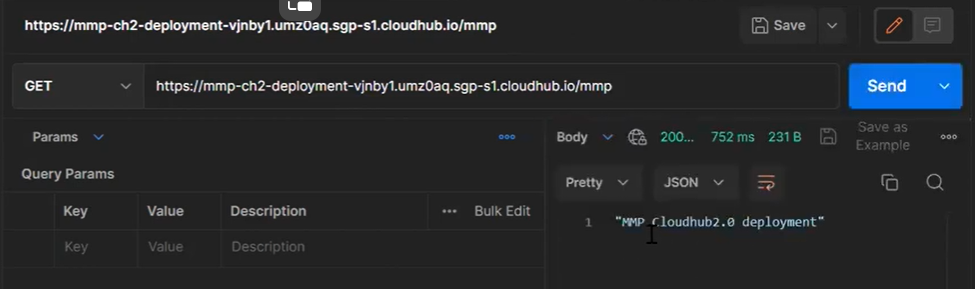 https://mmp-ch2-deployment-vjnby1.umz0aq.sgp-s1.cloudhub.io/mmp
Save
GET
https://mmp-ch2-deployment-vjnby1.umz0aq.sgp-s1.cloudhub.io/mmp
Send
Params
Body
200...
752 ms
231 B
Save as
Example
Query Params
Pretty
JSON
Key
Value
Description
Bulk Edit
1
"MMP Cloudhub2.0 deployment"
Key
Value
Description